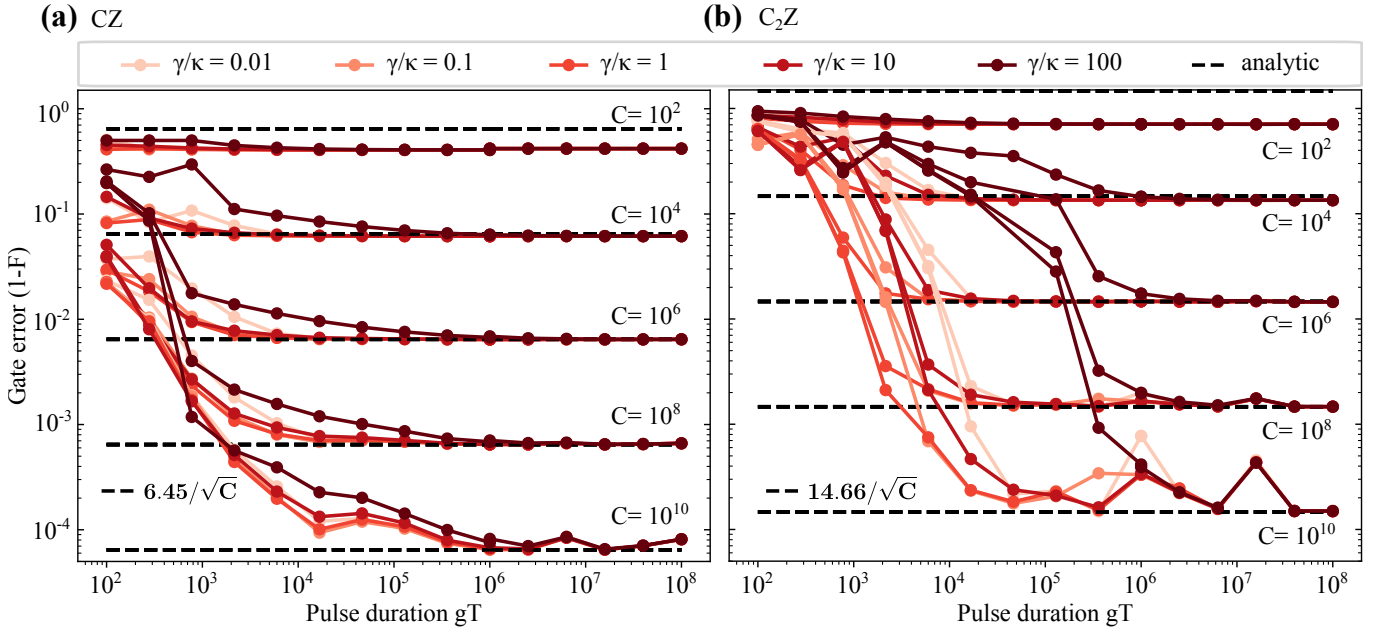 (a) CZ
(b) C₂Z
γ/κ = 0.01 γ/κ = 0.1 γ/κ = 1 γ/κ = 10 γ/κ = 100 analytic
Gate error (1-F)
10⁰
10⁻¹
10⁻²
10⁻³
10⁻⁴
C= 10²
C= 10⁴
C= 10⁶
C= 10⁸
C= 10¹⁰
6.45/√C
10² 10³ 10⁴ 10⁵ 10⁶ 10⁷ 10⁸
Pulse duration gT
C= 10²
C= 10⁴
C= 10⁶
C= 10⁸
C= 10¹⁰
14.66/√C
10² 10³ 10⁴ 10⁵ 10⁶ 10⁷ 10⁸
Pulse duration gT